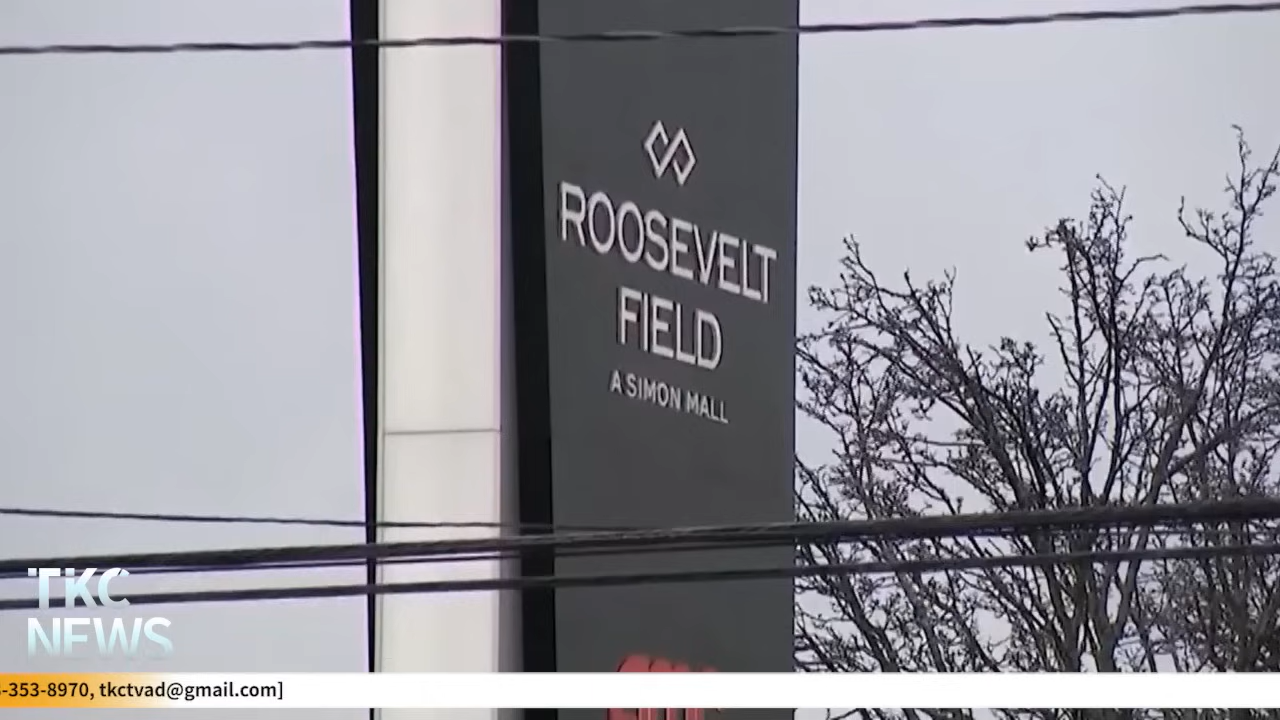 ROOSEVELT
FIELD
A SIMON MALL
TKC
NEWS
-353-8970, tkctvad@gmail.com]